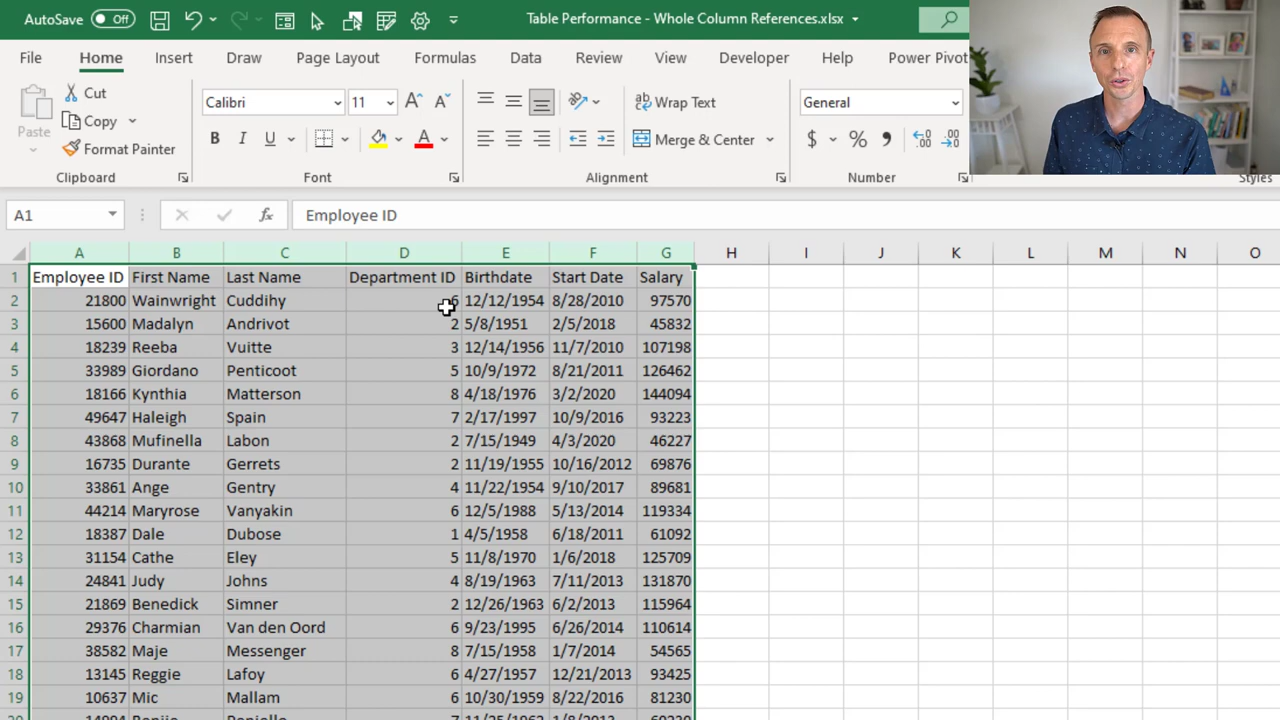 AutoSave Off Table Performance - Whole Column References.xlsx
File Home Insert Draw Page Layout Formulas Data Review View Developer Help Power Pivot
Paste Cut Copy Format Painter
Calibri 11 A A
B I U A
Wrap Text
Merge & Center
General
$ % 9 .00 .00
Clipboard Font Alignment Number Styles
A1 fx Employee ID
A B C D E F G H I J K L M N O
1 Employee ID First Name Last Name Department ID Birthdate Start Date Salary
2 21800 Wainwright Cuddihy 6 12/12/1954 8/28/2010 97570
3 15600 Madalyn Andrivot 2 5/8/1951 2/5/2018 45832
4 18239 Reeba Vuitte 3 12/14/1956 11/7/2010 107198
5 33989 Giordano Penticoot 5 10/9/1972 8/21/2011 126462
6 18166 Kynthia Matterson 8 4/18/1976 3/2/2020 144094
7 49647 Haleigh Spain 7 2/17/1997 10/9/2016 93223
8 43868 Mufinella Labon 2 7/15/1949 4/3/2020 46227
9 16735 Durante Gerrets 2 11/19/1955 10/16/2012 69876
10 33861 Ange Gentry 4 11/22/1954 9/10/2017 89681
11 44214 Maryrose Vanyakin 6 12/5/1988 5/13/2014 119334
12 18387 Dale Dubose 1 4/5/1958 6/18/2011 61092
13 31154 Cathe Eley 5 11/8/1970 1/6/2018 125709
14 24841 Judy Johns 4 8/19/1963 7/11/2013 131870
15 21869 Benedick Simner 2 12/26/1963 6/2/2013 115964
16 29376 Charmian Van den Oord 6 9/23/1995 6/26/2014 110614
17 38582 Maje Messenger 8 7/15/1958 1/7/2014 54565
18 13145 Reggie Lafoy 6 4/27/1957 12/21/2013 93425
19 10637 Mic Mallam 6 10/30/1959 8/22/2016 81230